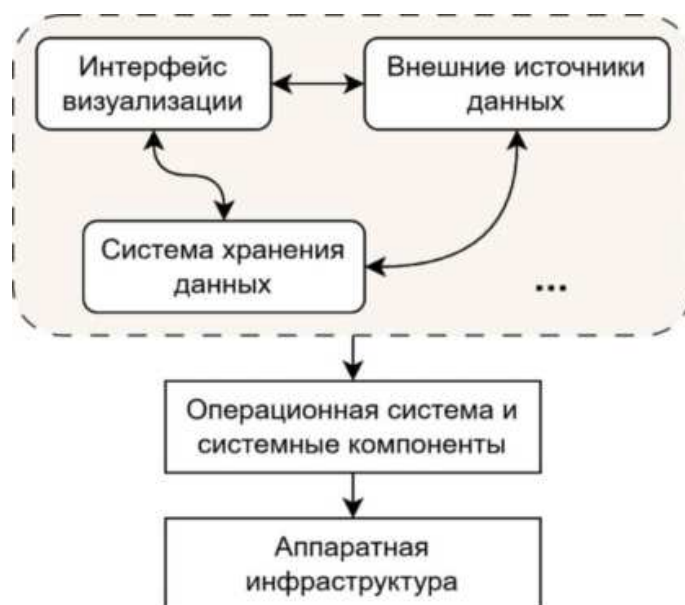 Интерфейс
визуализации
Внешние источники
данных
Система хранения
данных
...
Операционная система и
системные компоненты
Аппаратная
инфраструктура